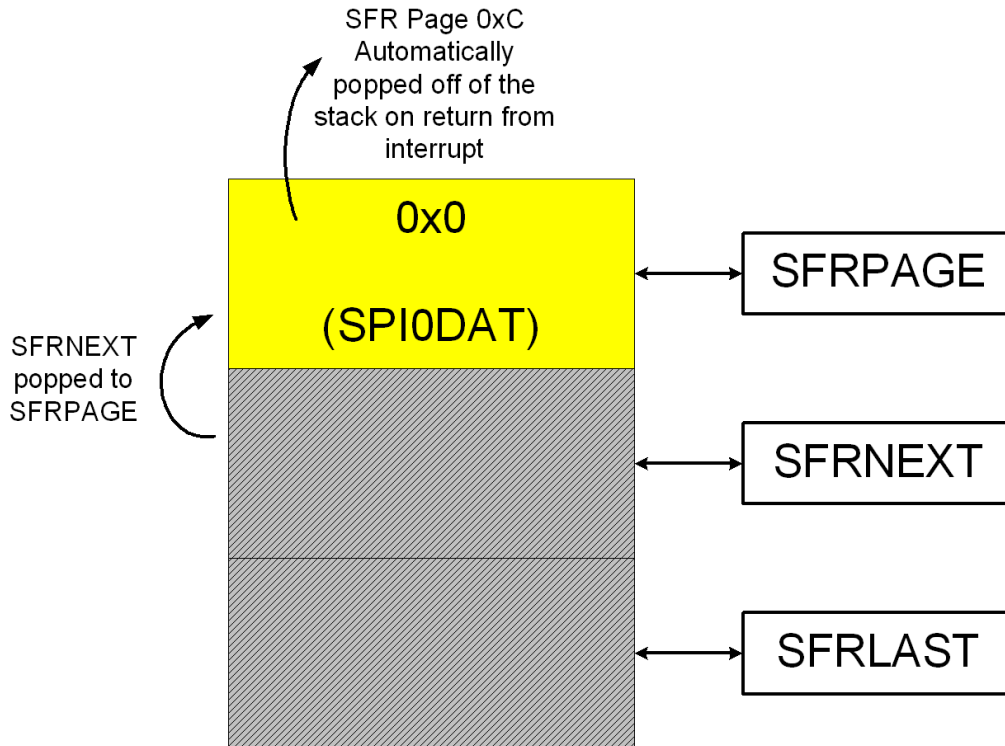 SFR Page 0xC
Automatically
popped off of the
stack on return from
interrupt
0x0
(SPI0DAT)
SFRPAGE
SFRNEXT
popped to
SFRPAGE
SFRNEXT
SFRLAST